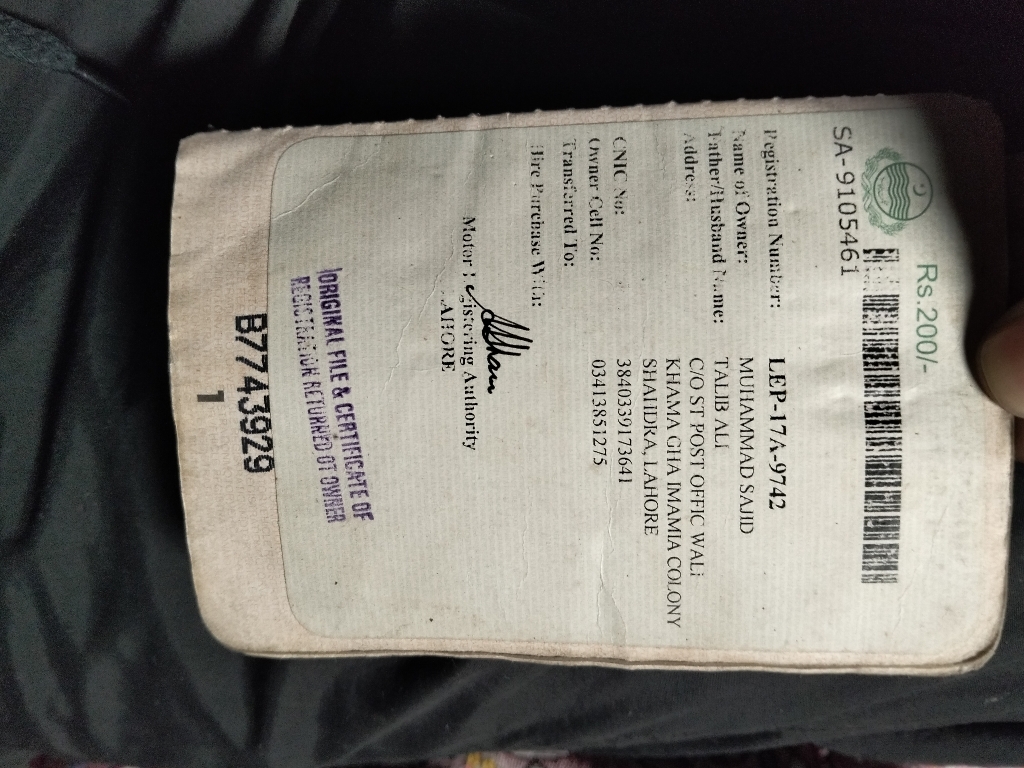 Rs.200/-
SA-9105461
Registration Number: LEP-17A-9742
Name of Owner: MUHAMMAD SAJID
Father/Husband Name: TALIB ALI
Address: C/O ST POST OFFIC WALI
KHAMA GHA IMAMIA COLONY
SHAHDRA, LAHORE
CNIC No: 3840339173641
Owner Cell No: 03413851275
Transferred To:
Hire Purchase With:
Motor Registering Authority
LAHORE
ORIGINAL FILE & CERTIFICATE OF
REGISTRATION RETURNED OT OWNER
B7743929
1